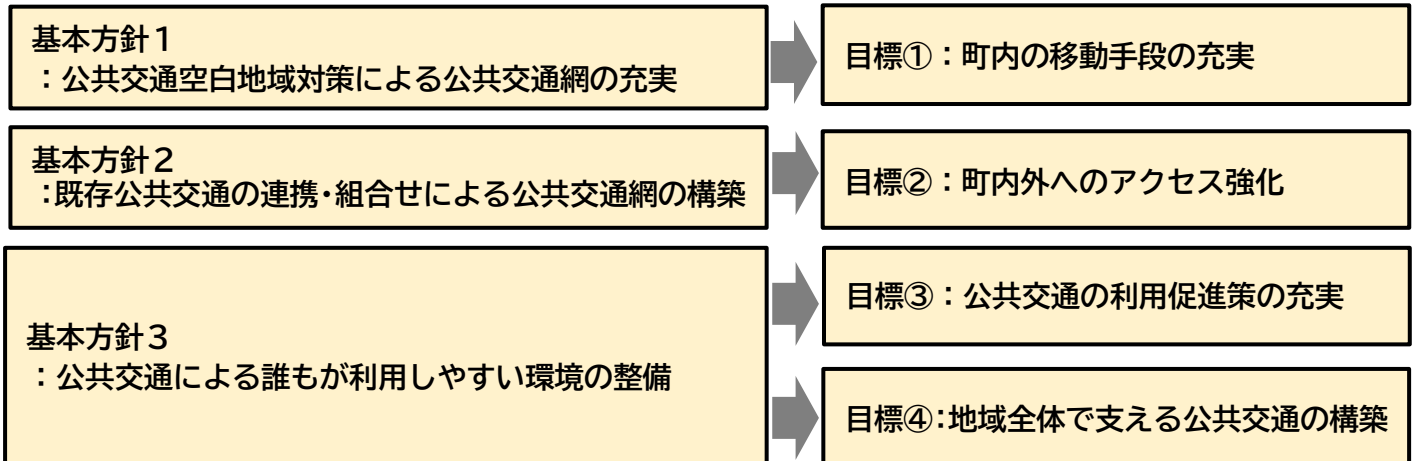 基本方針１
：公共交通空白地域対策による公共交通網の充実
目標①：町内の移動手段の充実
基本方針２
：既存公共交通の連携・組合せによる公共交通網の構築
目標②：町内外へのアクセス強化
基本方針３
：公共交通による誰もが利用しやすい環境の整備
目標③：公共交通の利用促進策の充実
目標④：地域全体で支える公共交通の構築